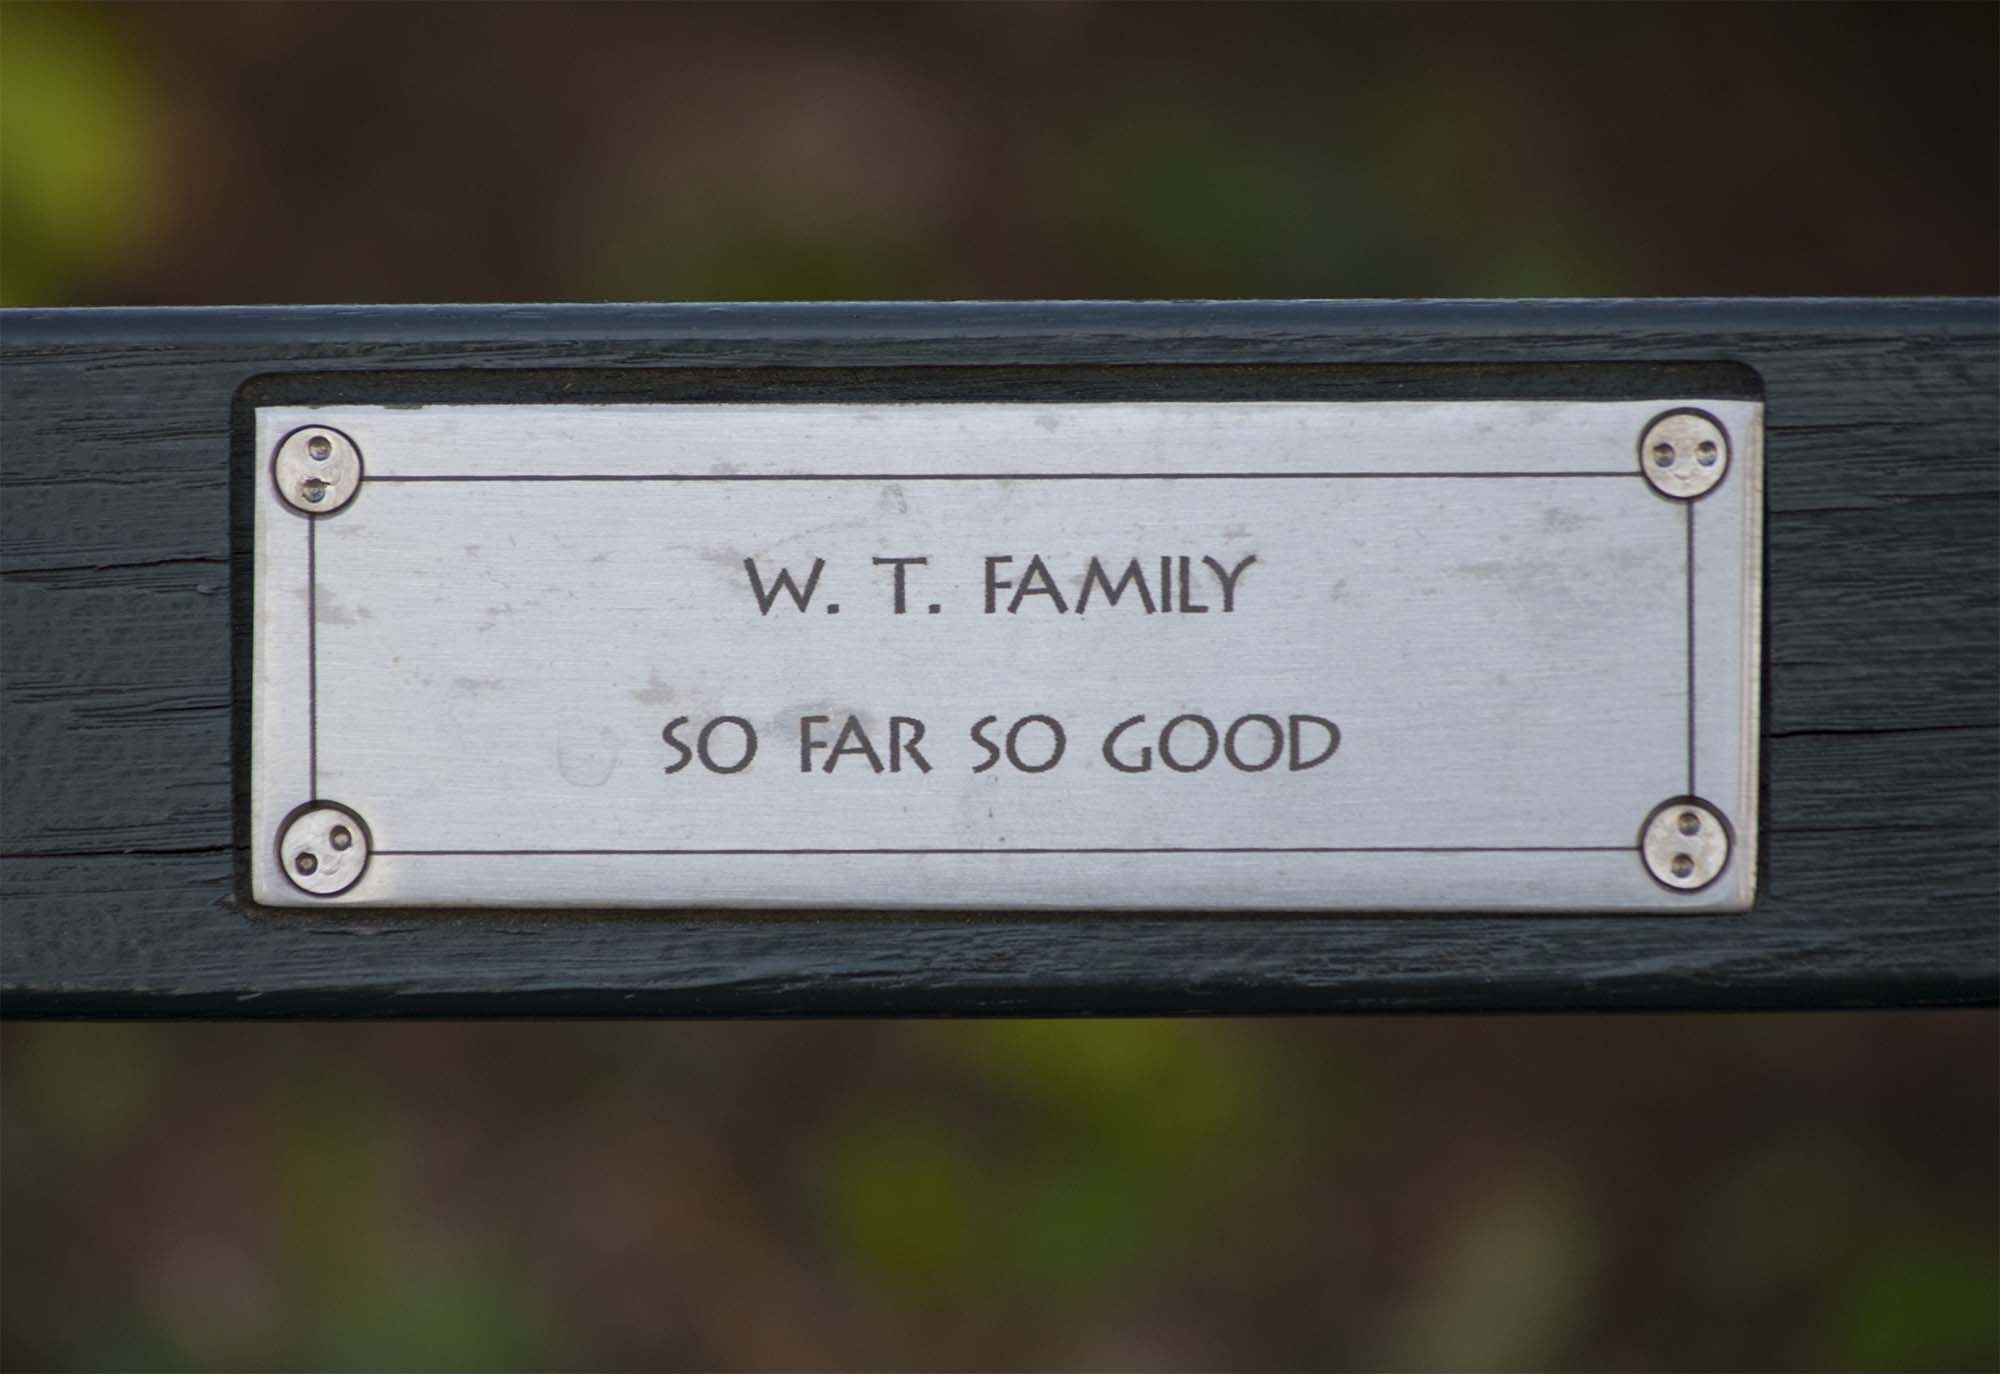 W. T. FAMILY
SO FAR SO GOOD